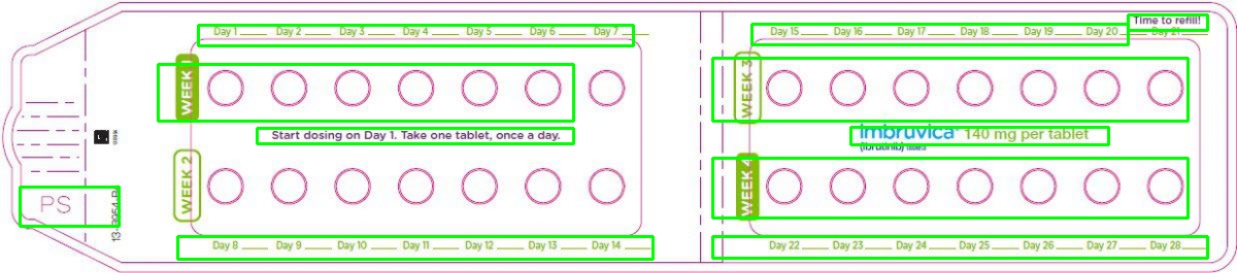 Time to refill!
Day 1 Day 2 Day 3 Day 4 Day 5 Day 6 Day 7
Day 15 Day 16 Day 17 Day 18 Day 19 Day 20 Day 21
WEEK 1
WEEK 3
Start dosing on Day 1. Take one tablet, once a day.
imbruvica® 140 mg per tablet
(ibrutinib) tablets
WEEK 2
WEEK 4
PS
Day 8 Day 9 Day 10 Day 11 Day 12 Day 13 Day 14
Day 22 Day 23 Day 24 Day 25 Day 26 Day 27 Day 28